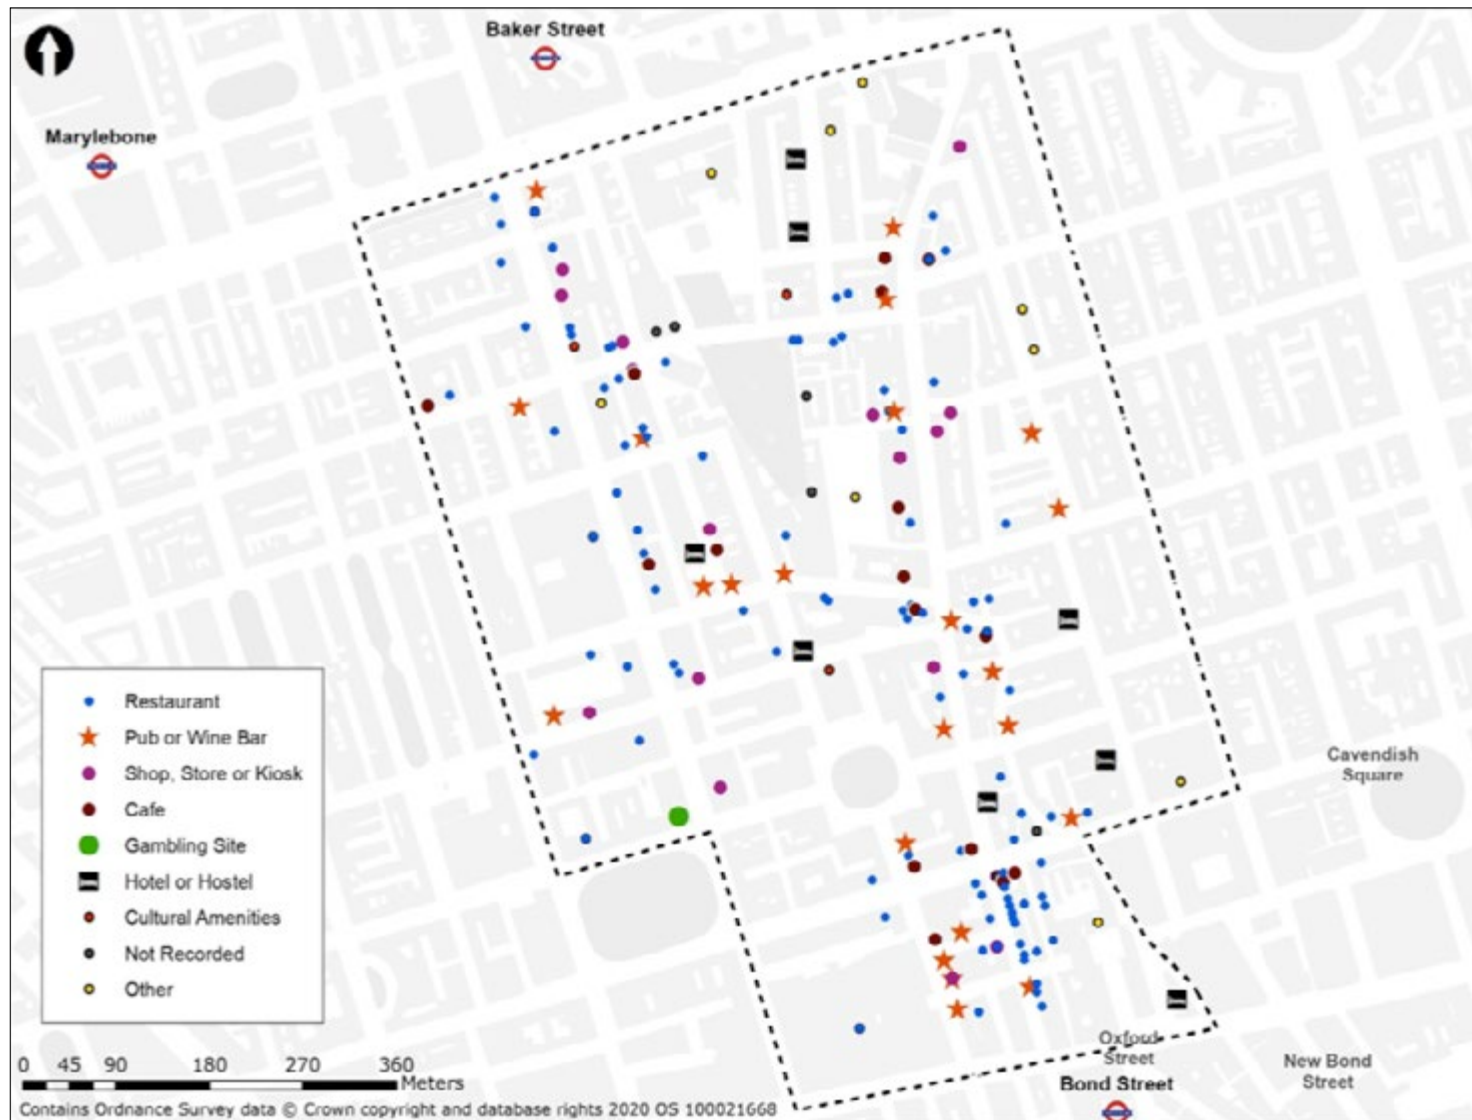 Baker Street
Marylebone
Restaurant
Pub or Wine Bar
Shop, Store or Kiosk
Cafe
Gambling Site
Hotel or Hostel
Cultural Amenities
Not Recorded
Other
Cavendish
Square
Oxford
Street
New Bond
Street
Bond Street
0 45 90 180 270 360
Meters
Contains Ordnance Survey data © Crown copyright and database rights 2020 OS 100021668